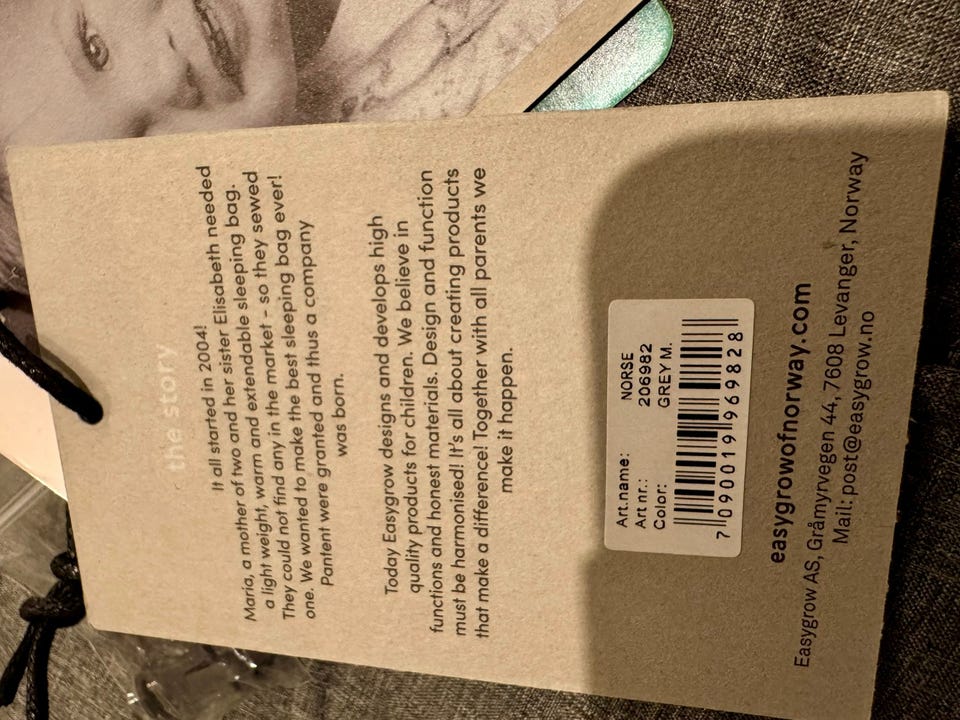 the story
It all started in 2004!
Maria, a mother of two and her sister Elisabeth needed
a light weight, warm and extendable sleeping bag.
They could not find any in the market - so they sewed
one. We wanted to make the best sleeping bag ever!
Pantent were granted and thus a company
was born.
Today Easygrow designs and develops high
quality products for children. We believe in
functions and honest materials. Design and function
must be harmonised! It's all about creating products
that make a difference! Together with all parents we
make it happen.
Art.name: NORSE
Art nr.: 206982
Color: GREY M.
7 090019 969828
easygrowofnorway.com
Easygrow AS, Gråmyrvegen 44, 7608 Levanger, Norway
Mail: post@easygrow.no